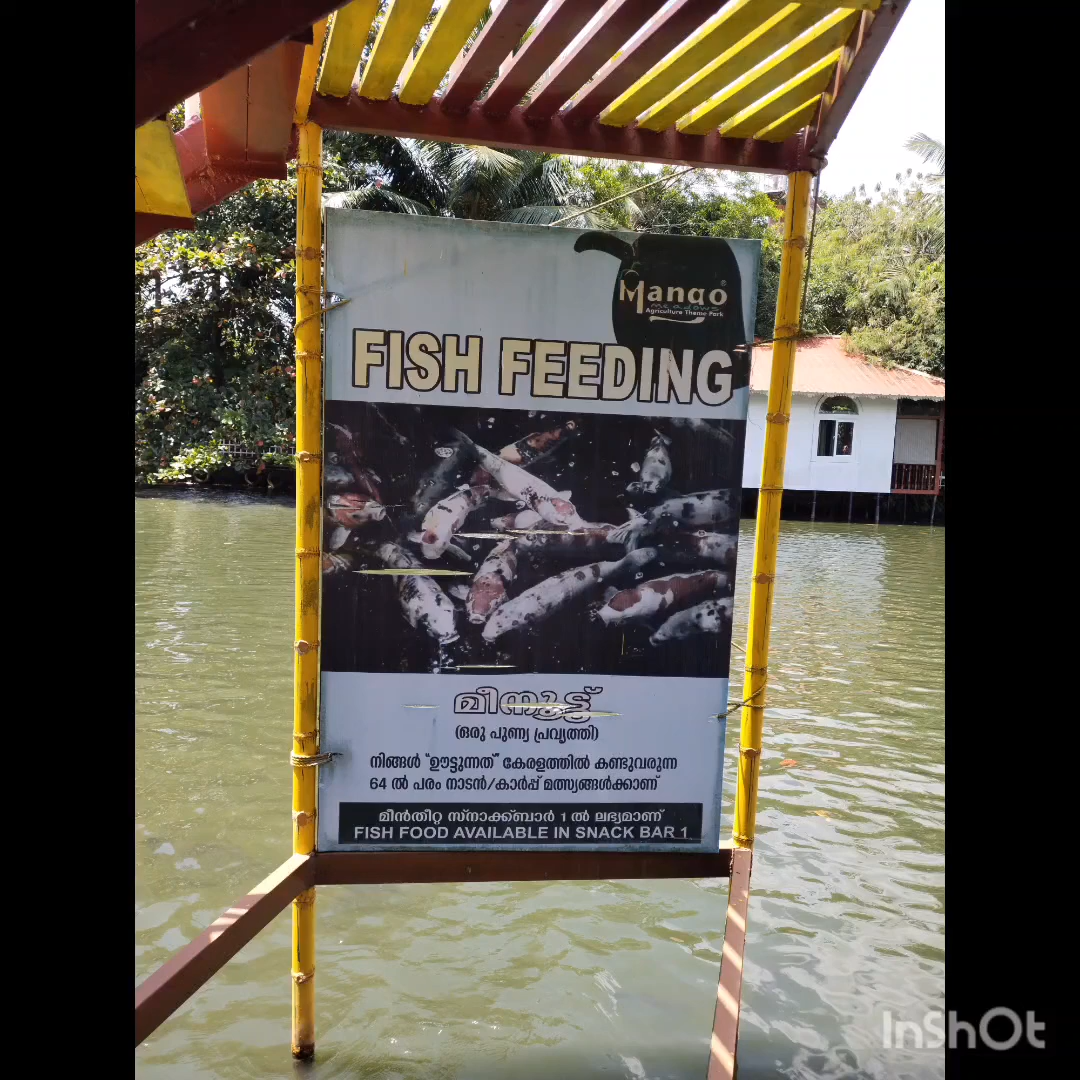 Mango
meadows
Agriculture Theme Park
FISH FEEDING
മീനൂട്ട്
(ഒരു പുണ്യ പ്രവൃത്തി)
നിങ്ങൾ "ഊട്ടുന്നത്" കേരളത്തിൽ കണ്ടുവരുന്ന
64 ൽ പരം നാടൻ/കാർപ്പ് മത്സ്യങ്ങൾക്കാണ്
മീൻതീറ്റ സ്നാക്ക്ബാർ 1 ൽ ലഭ്യമാണ്
FISH FOOD AVAILABLE IN SNACK BAR 1
InShOt